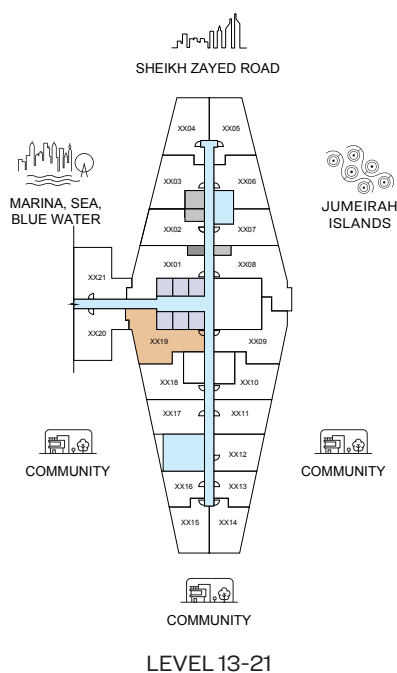 SHEIKH ZAYED ROAD
XX04 XX05
MARINA, SEA,
BLUE WATER
XX03 XX06
JUMEIRAH
ISLANDS
XX02 XX07
XX21
XX01 XX08
XX20
XX19 XX09
XX18 XX10
XX17 XX11
COMMUNITY
XX12
COMMUNITY
XX16 XX13
XX15 XX14
COMMUNITY
LEVEL 13-21